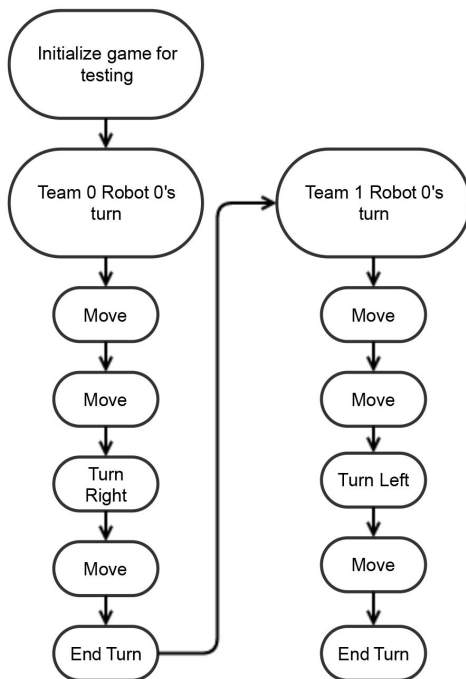 Initialize game for
testing
Team 0 Robot 0's
turn
Move
Move
Turn
Right
Move
End Turn
Team 1 Robot 0's
turn
Move
Move
Turn Left
Move
End Turn